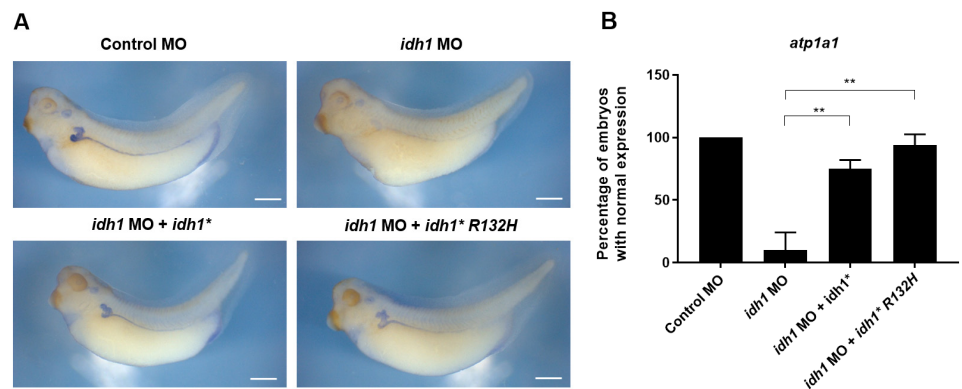 A
Control MO
idh1 MO
idh1 MO + idh1*
idh1 MO + idh1* R132H
B
atp1a1
Percentage of embryos
with normal expression
150
100
50
0
**
**
Control MO
idh1 MO
idh1 MO + idh1*
idh1 MO + idh1* R132H